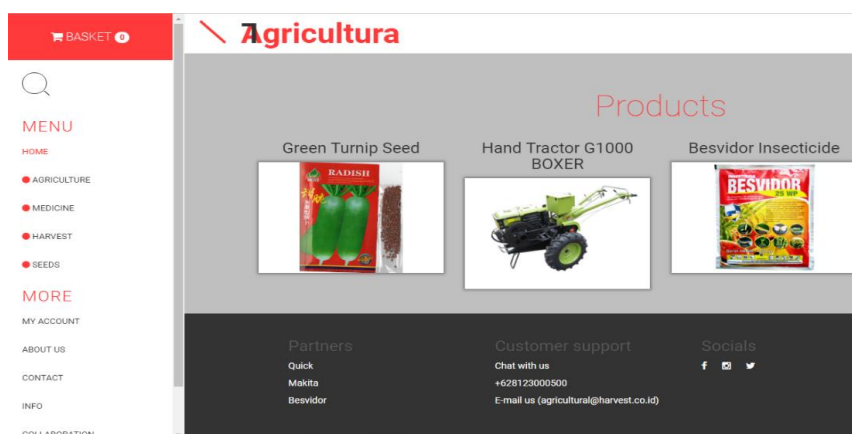 BASKET 0
Agricultura
MENU
HOME
AGRICULTURE
MEDICINE
HARVEST
SEEDS
MORE
MY ACCOUNT
ABOUT US
CONTACT
INFO
COLLABORATION
Products
Green Turnip Seed
RADISH
Hand Tractor G1000
BOXER
Besvidor Insecticide
BESVIDOR
25 WP
Partners
Quick
Makita
Besvidor
Customer support
Chat with us
+628123000500
E-mail us (agricultural@harvest.co.id)
Socials